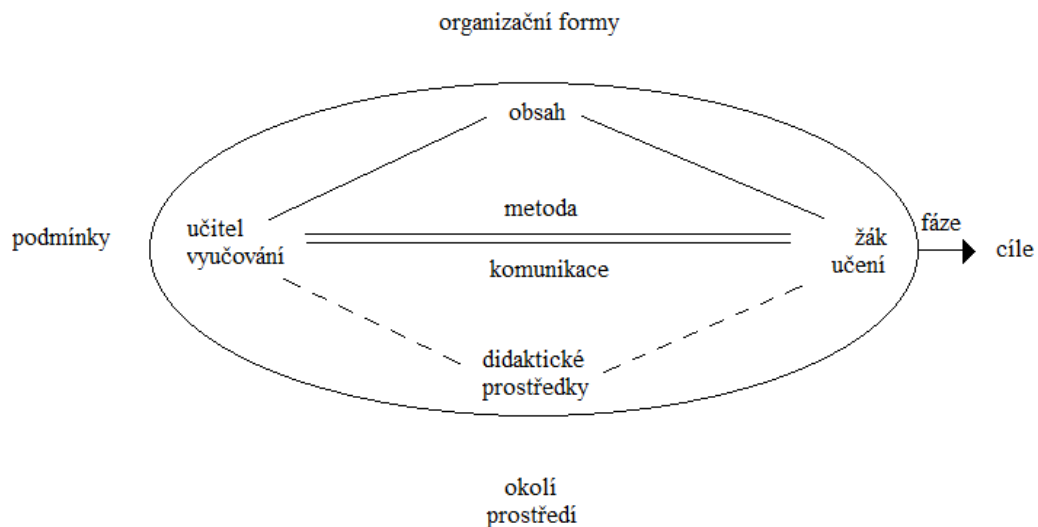 organizační formy
obsah
metoda
podmínky
učitel
vyučování
komunikace
žák
učení
fáze
cíle
didaktické
prostředky
okolí
prostředí